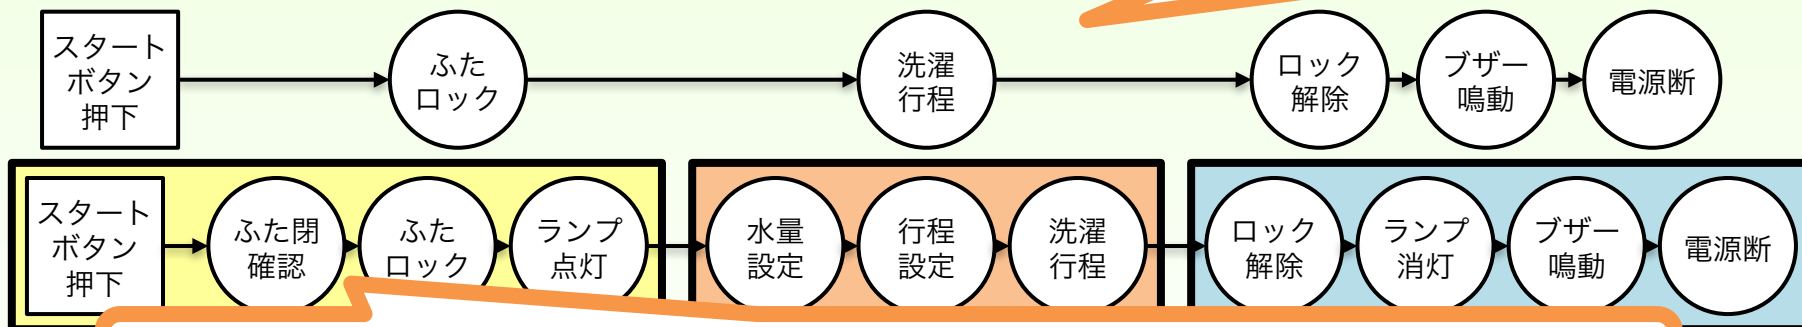 スタート
ボタン
押下
ふた
ロック
洗濯
行程
ロック
解除
ブザー
鳴動
電源断
スタート
ボタン
押下
ふた閉
確認
ふた
ロック
ランプ
点灯
水量
設定
行程
設定
洗濯
行程
ロック
解除
ランプ
消灯
ブザー
鳴動
電源断